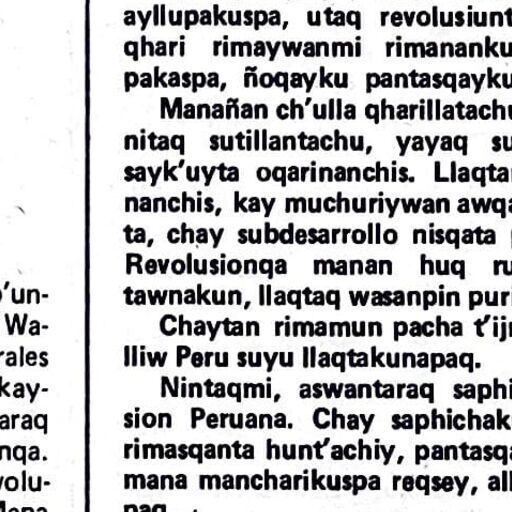 o'un-
Wa-
rales
kay-
araq
nqa.
volu-
ayllupakuspa, utaq revolusiunt
qhari rimaywanmi rimananku
pakaspa, ñoqayku pantasqayku
Manañan ch'ulla qharillatachu
nitaq sutillantachu, yayaq su
sayk'uyta oqarinanchis. Llaqta
nanchis, kay muchuriywan awqa
ta, chay subdesarrollo nisqata
Revolusionqa manan huq ru
tawnakun, llaqtaq wasanpin puri
Chaytan rimamun pacha t'ij
lliw Peru suyu llaqtakunapaq.
Nintaqmi, aswantaraq saphi
sion Peruana. Chay saphichak
rimasqanta hunt'achiy, pantasqa
mana mancharikuspa reqsey, all
paq.